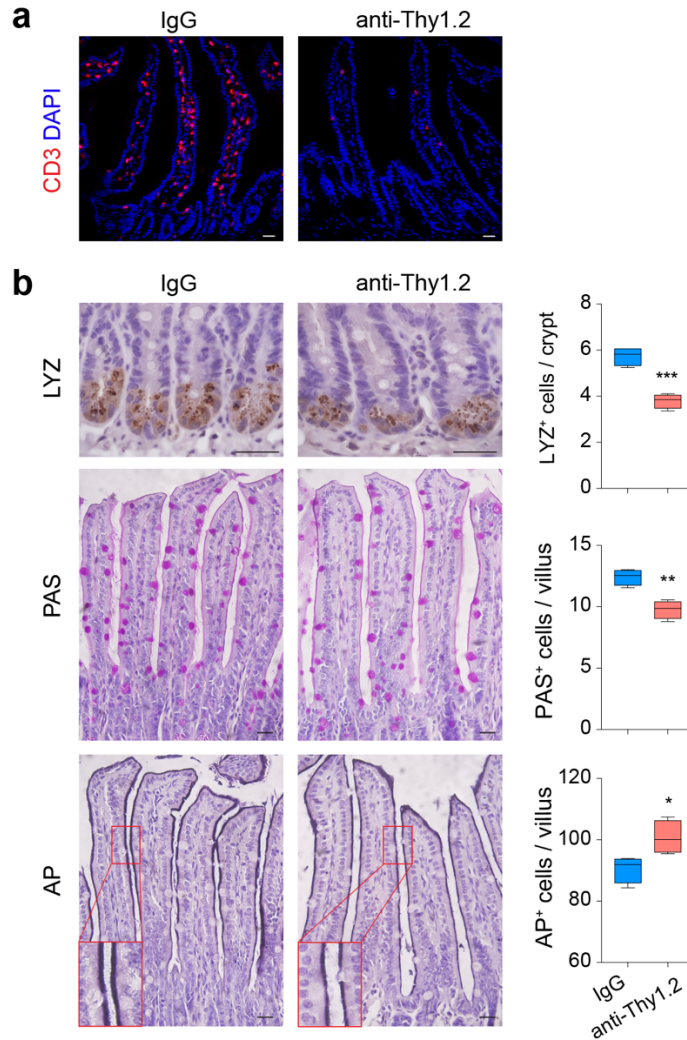 a
IgG
anti-Thy1.2
CD3 DAPI
b
IgG
anti-Thy1.2
LYZ
LYZ⁺ cells / crypt
8
6
4
2
0
***
PAS
PAS⁺ cells / villus
15
10
5
0
**
AP
AP⁺ cells / villus
120
100
80
60
*
IgG
anti-Thy1.2